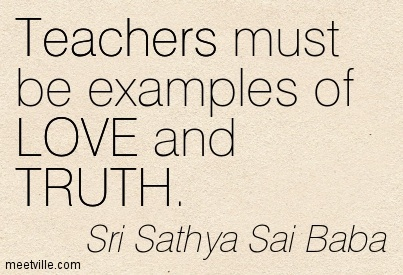 Teachers must
be examples of
LOVE and
TRUTH.
Sri Sathya Sai Baba
meetville.com